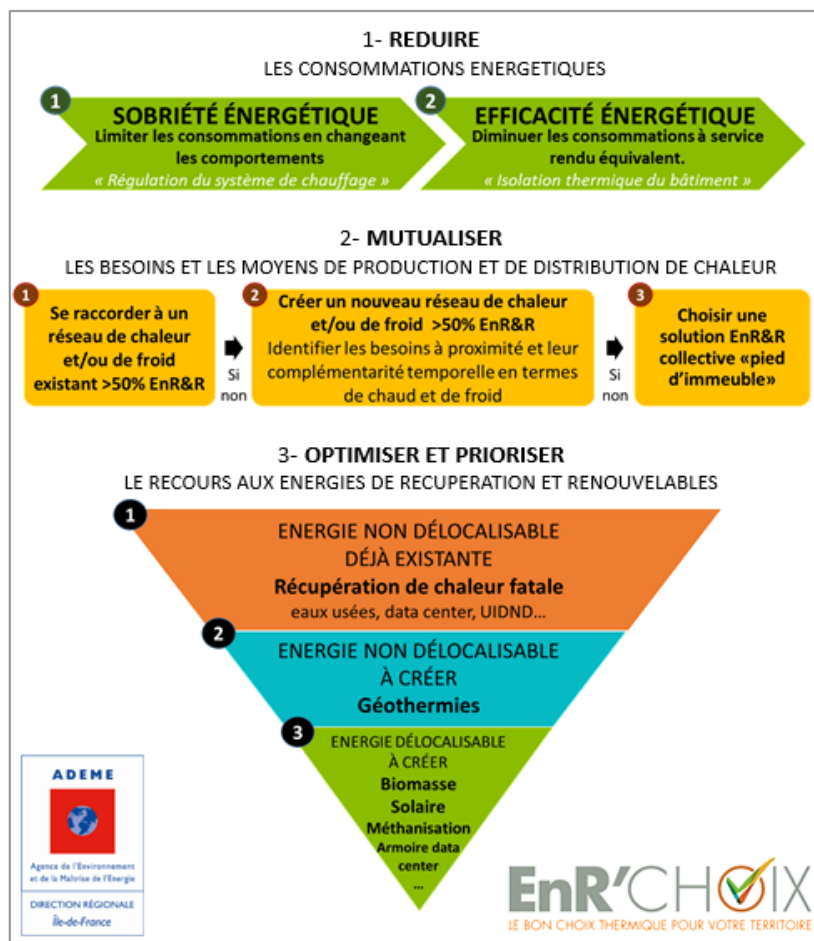 1- REDUIRE
LES CONSOMMATIONS ENERGETIQUES
1
SOBRIÉTÉ ÉNERGÉTIQUE
Limiter les consommations en changeant
les comportements
« Régulation du système de chauffage »
2
EFFICACITÉ ÉNERGÉTIQUE
Diminuer les consommations à service
rendu équivalent.
« Isolation thermique du bâtiment »
2- MUTUALISER
LES BESOINS ET LES MOYENS DE PRODUCTION ET DE DISTRIBUTION DE CHALEUR
1
Se raccorder à un
réseau de chaleur
et/ou de froid
existant >50% EnR&R
Si
non
2
Créer un nouveau réseau de chaleur
et/ou de froid >50% EnR&R
Identifier les besoins à proximité et leur
complémentarité temporelle en termes
de chaud et de froid
Si
non
3
Choisir une
solution EnR&R
collective «pied
d'immeuble»
3- OPTIMISER ET PRIORISER
LE RECOURS AUX ENERGIES DE RECUPERATION ET RENOUVELABLES
1
ENERGIE NON DÉLOCALISABLE
DÉJÀ EXISTANTE
Récupération de chaleur fatale
eaux usées, data center, UIDND...
2
ENERGIE NON DÉLOCALISABLE
À CRÉER
Géothermies
3
ENERGIE DÉLOCALISABLE
À CRÉER
Biomasse
Solaire
Méthanisation
Armoire data
center
...
ADEME
Agence de l'Environnement
et de la Maîtrise de l'Energie
DIRECTION RÉGIONALE
Île-de-France
EnR'CHOIX
LE BON CHOIX THERMIQUE POUR VOTRE TERRITOIRE